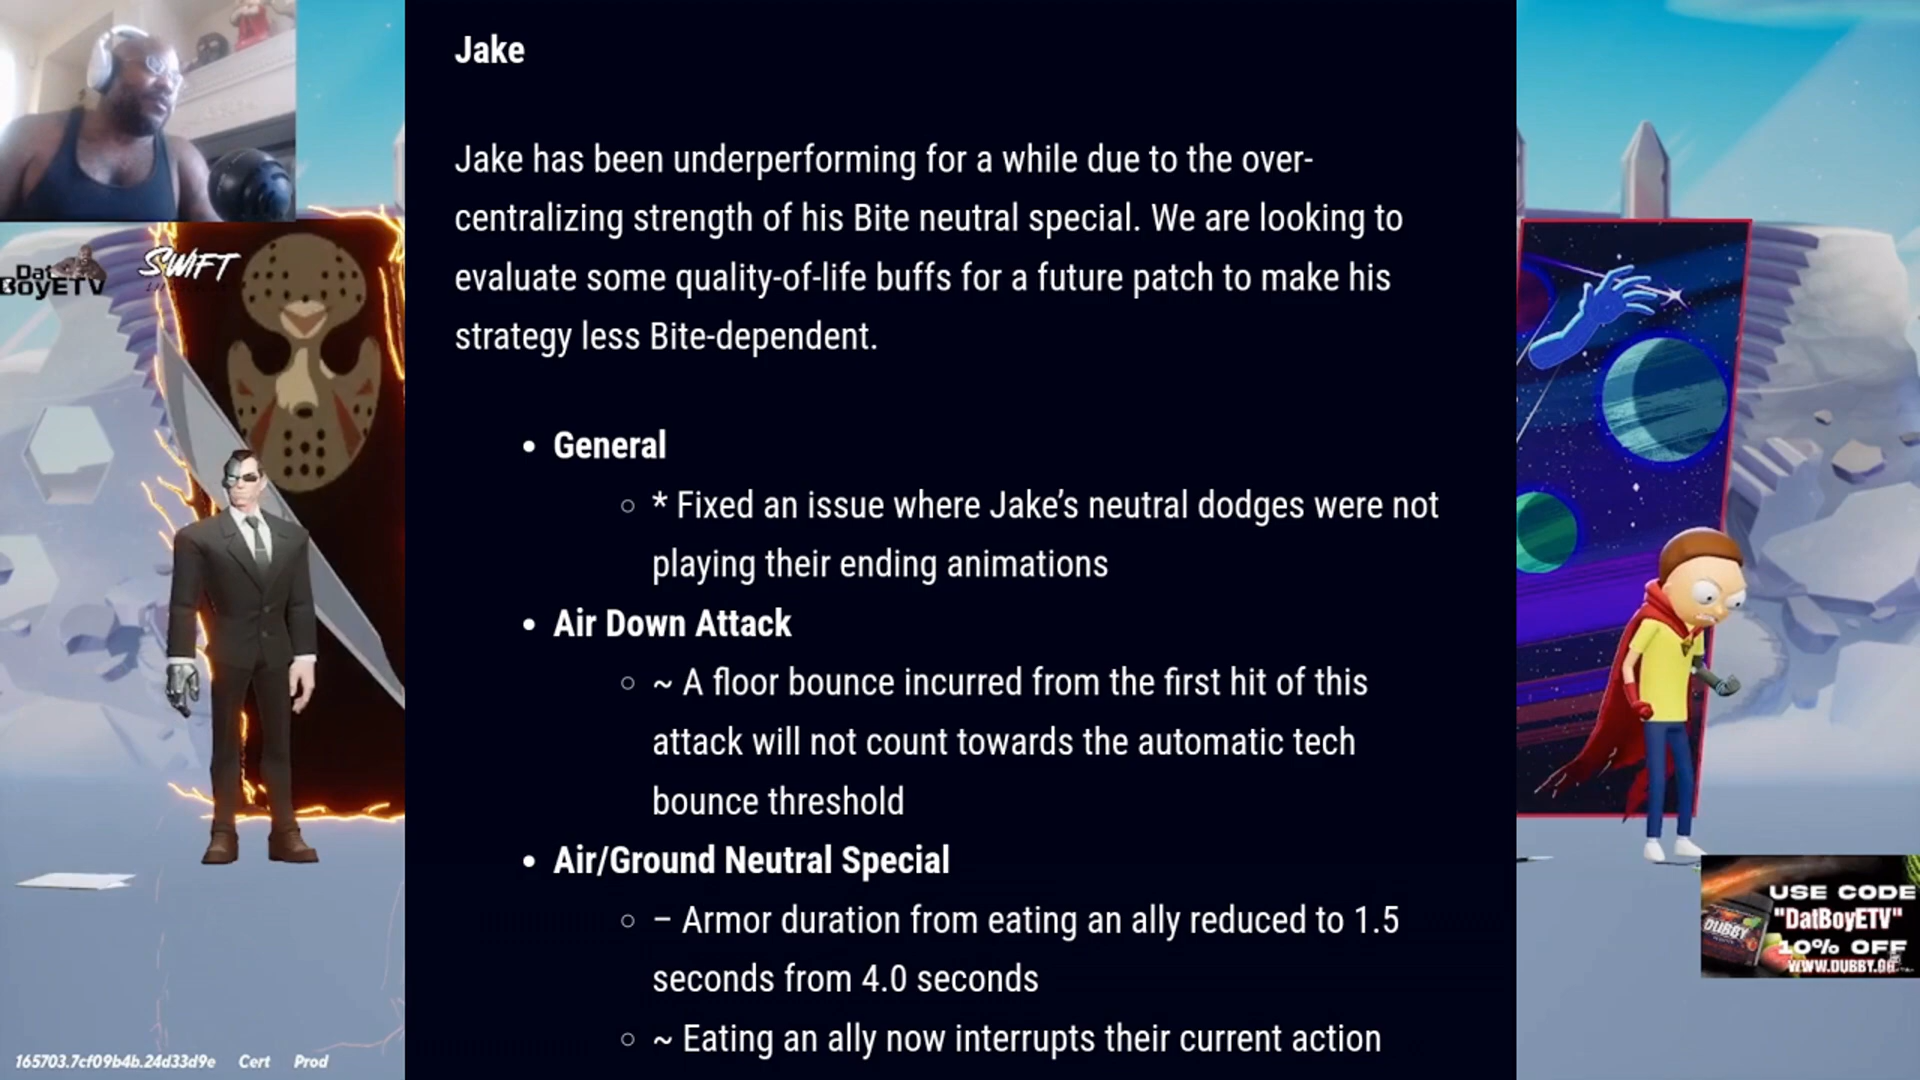 Jake
Jake has been underperforming for a while due to the over-
centralizing strength of his Bite neutral special. We are looking to
evaluate some quality-of-life buffs for a future patch to make his
strategy less Bite-dependent.
• General
○ * Fixed an issue where Jake’s neutral dodges were not
playing their ending animations
• Air Down Attack
○ ~ A floor bounce incurred from the first hit of this
attack will not count towards the automatic tech
bounce threshold
• Air/Ground Neutral Special
○ – Armor duration from eating an ally reduced to 1.5
seconds from 4.0 seconds
○ ~ Eating an ally now interrupts their current action
Dat
BoyETV
SWIFT
USE CODE
"DatBoyETV"
10% OFF
DUBBY
165703.7cf09b4b.24d33d9e Cert Prod